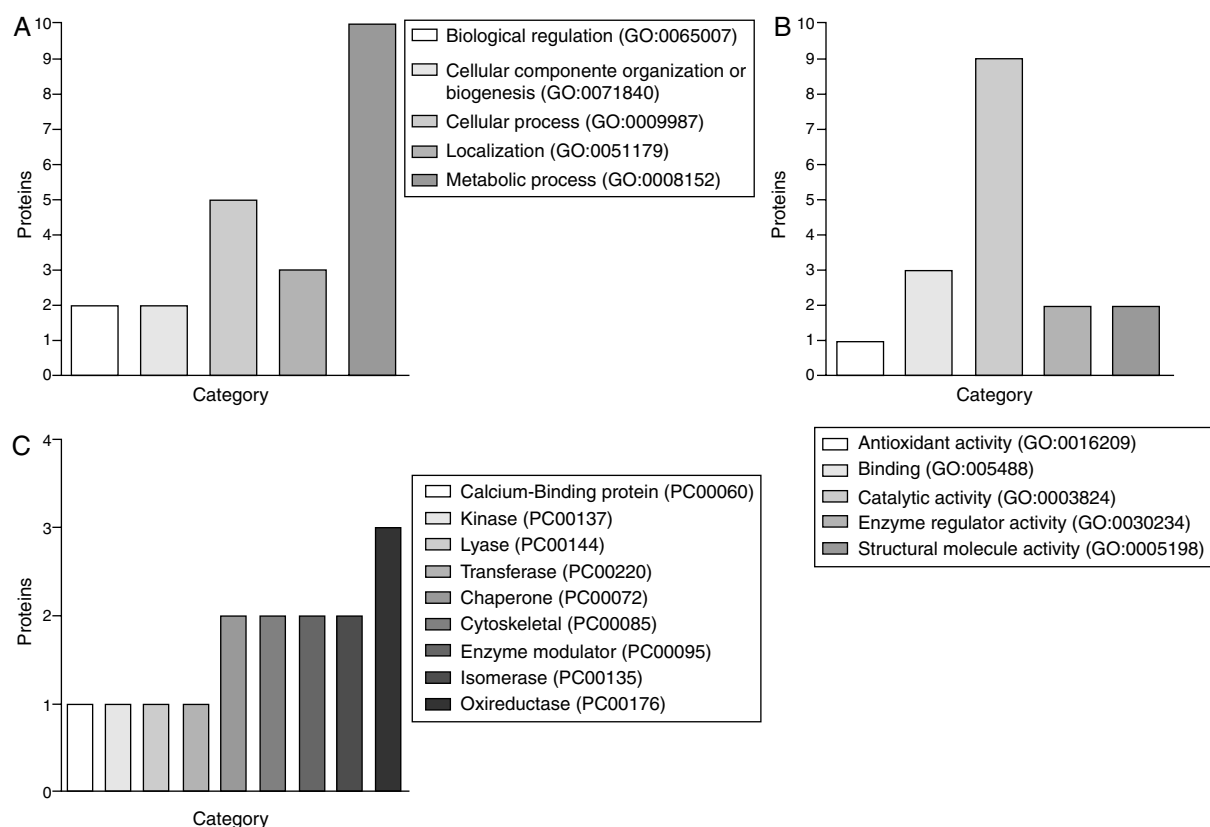 A
10
9
8
7
6
5
4
3
2
1
0
Proteins
Category
Biological regulation (GO:0065007)
Cellular componente organization or
biogenesis (GO:0071840)
Cellular process (GO:0009987)
Localization (GO:0051179)
Metabolic process (GO:0008152)
B
10
9
8
7
6
5
4
3
2
1
0
Proteins
Category
Antioxidant activity (GO:0016209)
Binding (GO:005488)
Catalytic activity (GO:0003824)
Enzyme regulator activity (GO:0030234)
Structural molecule activity (GO:0005198)
C
4
3
2
1
0
Proteins
Category
Calcium-Binding protein (PC00060)
Kinase (PC00137)
Lyase (PC00144)
Transferase (PC00220)
Chaperone (PC00072)
Cytoskeletal (PC00085)
Enzyme modulator (PC00095)
Isomerase (PC00135)
Oxireductase (PC00176)